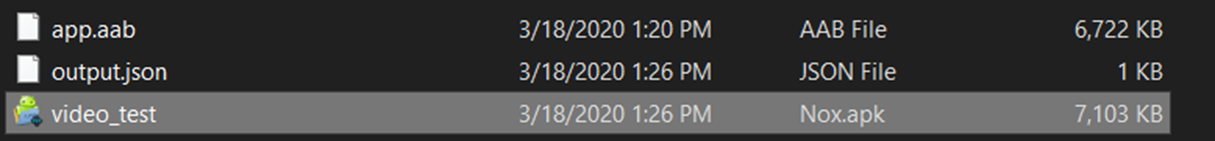 app.aab 3/18/2020 1:20 PM AAB File 6,722 KB
output.json 3/18/2020 1:26 PM JSON File 1 KB
video_test 3/18/2020 1:26 PM Nox.apk 7,103 KB